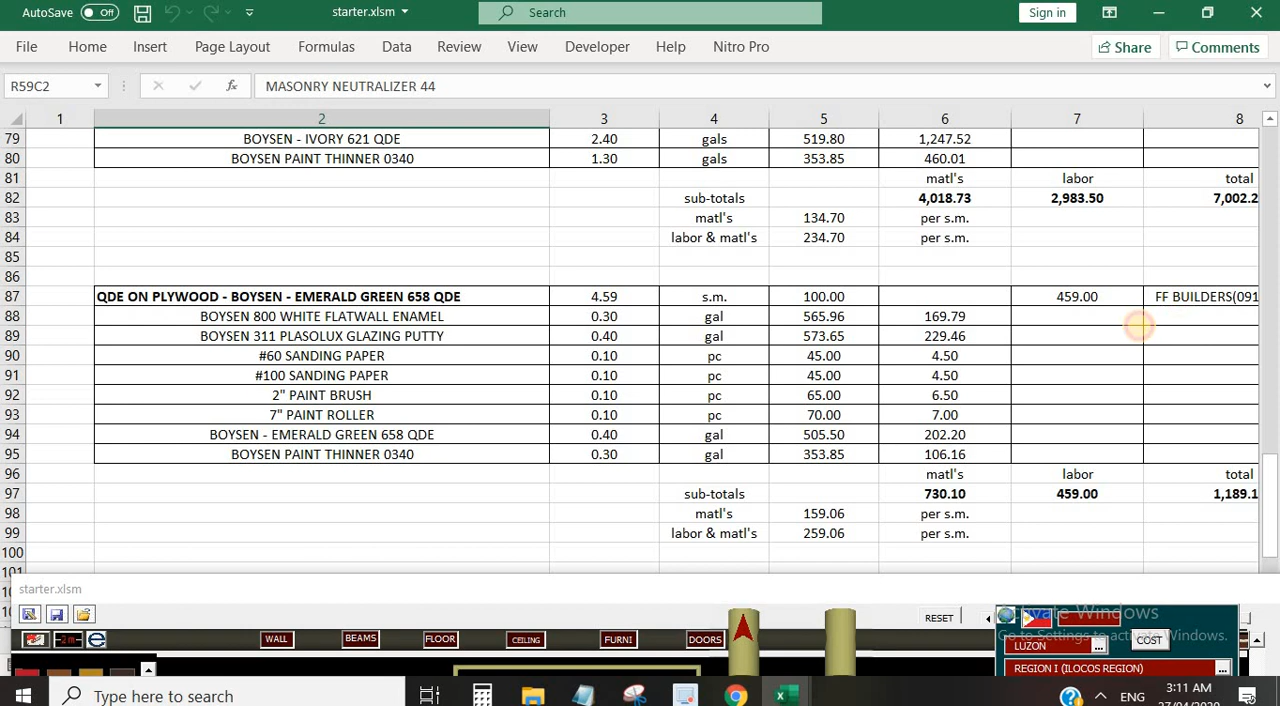 AutoSave Off starter.xlsm Search Sign in
File Home Insert Page Layout Formulas Data Review View Developer Help Nitro Pro Share Comments
R59C2 fx MASONRY NEUTRALIZER 44
1 2 3 4 5 6 7 8
79 BOYSEN - IVORY 621 QDE 2.40 gals 519.80 1,247.52
80 BOYSEN PAINT THINNER 0340 1.30 gals 353.85 460.01
81 matl's labor total
82 sub-totals 4,018.73 2,983.50 7,002.2
83 matl's 134.70 per s.m.
84 labor & matl's 234.70 per s.m.
85
86
87 QDE ON PLYWOOD - BOYSEN - EMERALD GREEN 658 QDE 4.59 s.m. 100.00 459.00 FF BUILDERS(091
88 BOYSEN 800 WHITE FLATWALL ENAMEL 0.30 gal 565.96 169.79
89 BOYSEN 311 PLASOLUX GLAZING PUTTY 0.40 gal 573.65 229.46
90 #60 SANDING PAPER 0.10 pc 45.00 4.50
91 #100 SANDING PAPER 0.10 pc 45.00 4.50
92 2" PAINT BRUSH 0.10 pc 65.00 6.50
93 7" PAINT ROLLER 0.10 pc 70.00 7.00
94 BOYSEN - EMERALD GREEN 658 QDE 0.40 gal 505.50 202.20
95 BOYSEN PAINT THINNER 0340 0.30 gal 353.85 106.16
96 matl's labor total
97 sub-totals 730.10 459.00 1,189.1
98 matl's 159.06 per s.m.
99 labor & matl's 259.06 per s.m.
100
101
starter.xlsm
RESET Activate Windows
Go to Settings to activate Windows.
-2m- WALL BEAMS FLOOR CEILING FURNI DOORS LUZON ... COST
REGION I (ILOCOS REGION) ...
Type here to search ENG 3:11 AM
27/04/2020